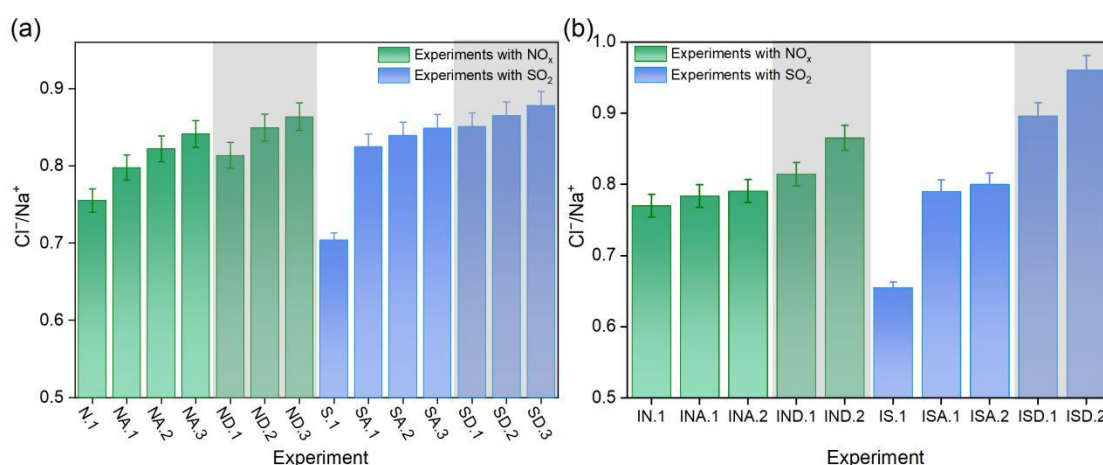 (a)
Experiments with NOₓ
Experiments with SO₂
0.9
0.8
0.7
0.6
0.5
Cl⁻/Na⁺
N.1 NA.1 NA.2 NA.3 ND.1 ND.2 ND.3 S.1 SA.1 SA.2 SA.3 SD.1 SD.2 SD.3
Experiment
(b)
Experiments with NOₓ
Experiments with SO₂
1.0
0.9
0.8
0.7
0.6
0.5
Cl⁻/Na⁺
IN.1 INA.1 INA.2 IND.1 IND.2 IS.1 ISA.1 ISA.2 ISD.1 ISD.2
Experiment